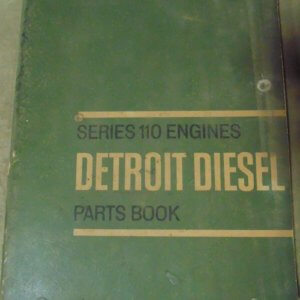 SERIES 110 ENGINES
DETROIT DIESEL
PARTS BOOK